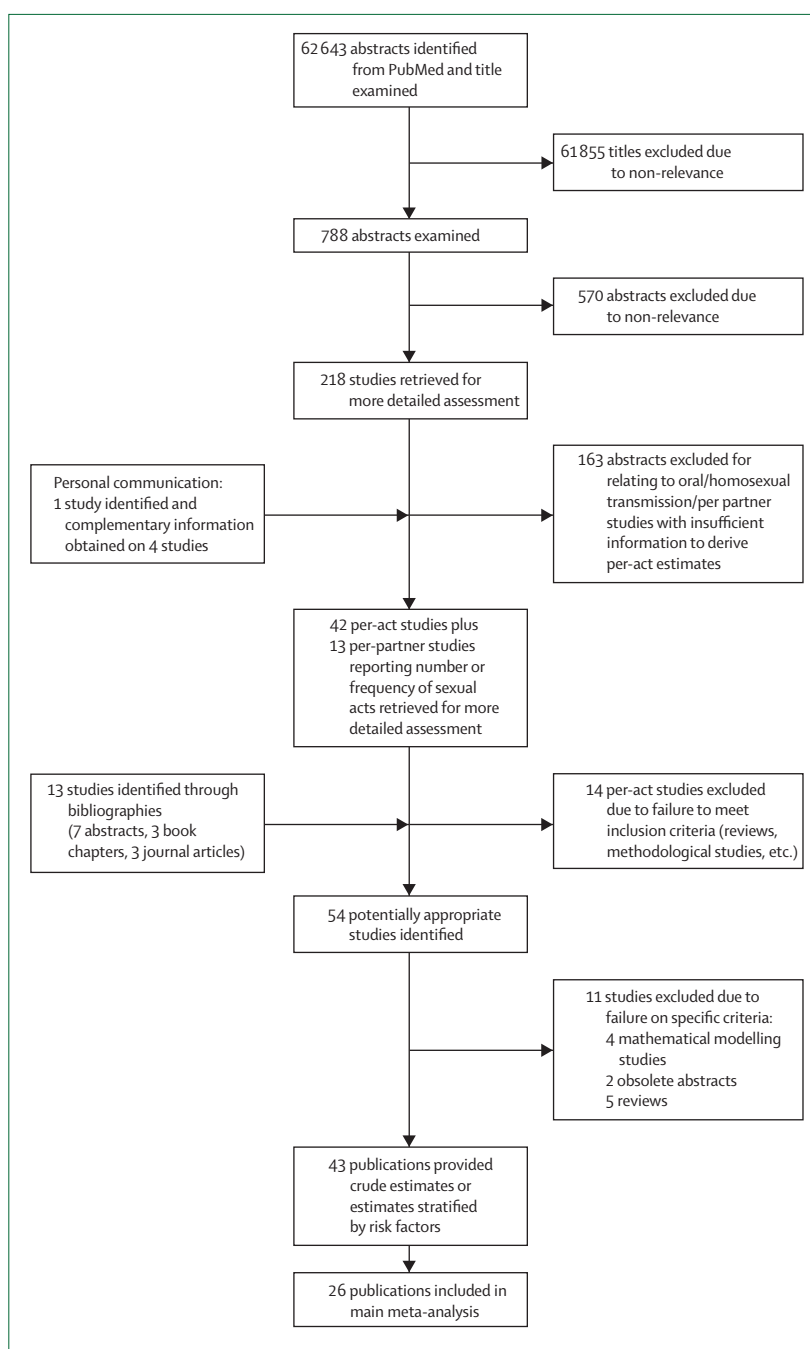 62 643 abstracts identified
from PubMed and title
examined
61 855 titles excluded due
to non-relevance
788 abstracts examined
570 abstracts excluded due
to non-relevance
218 studies retrieved for
more detailed assessment
Personal communication:
1 study identified and
complementary information
obtained on 4 studies
163 abstracts excluded for
relating to oral/homosexual
transmission/per partner
studies with insufficient
information to derive
per-act estimates
42 per-act studies plus
13 per-partner studies
reporting number or
frequency of sexual
acts retrieved for more
detailed assessment
13 studies identified through
bibliographies
(7 abstracts, 3 book
chapters, 3 journal articles)
14 per-act studies excluded
due to failure to meet
inclusion criteria (reviews,
methodological studies, etc.)
54 potentially appropriate
studies identified
11 studies excluded due to
failure on specific criteria:
4 mathematical modelling
studies
2 obsolete abstracts
5 reviews
43 publications provided
crude estimates or
estimates stratified
by risk factors
26 publications included in
main meta-analysis